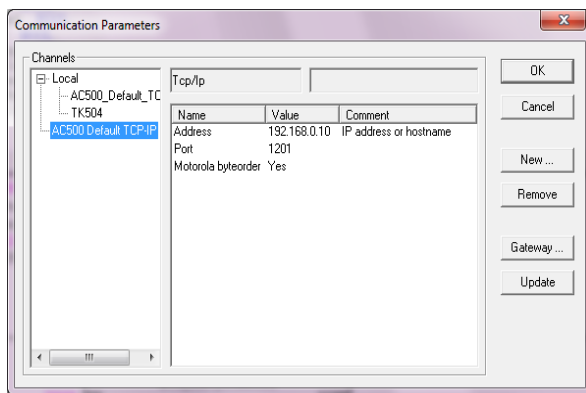 Communication Parameters
Channels
Local
AC500_Default_TC
TK504
AC500 Default TCP-IP
Tcp/Ip
Name Value Comment
Address 192.168.0.10 IP address or hostname
Port 1201
Motorola byteorder Yes
OK
Cancel
New ...
Remove
Gateway ...
Update